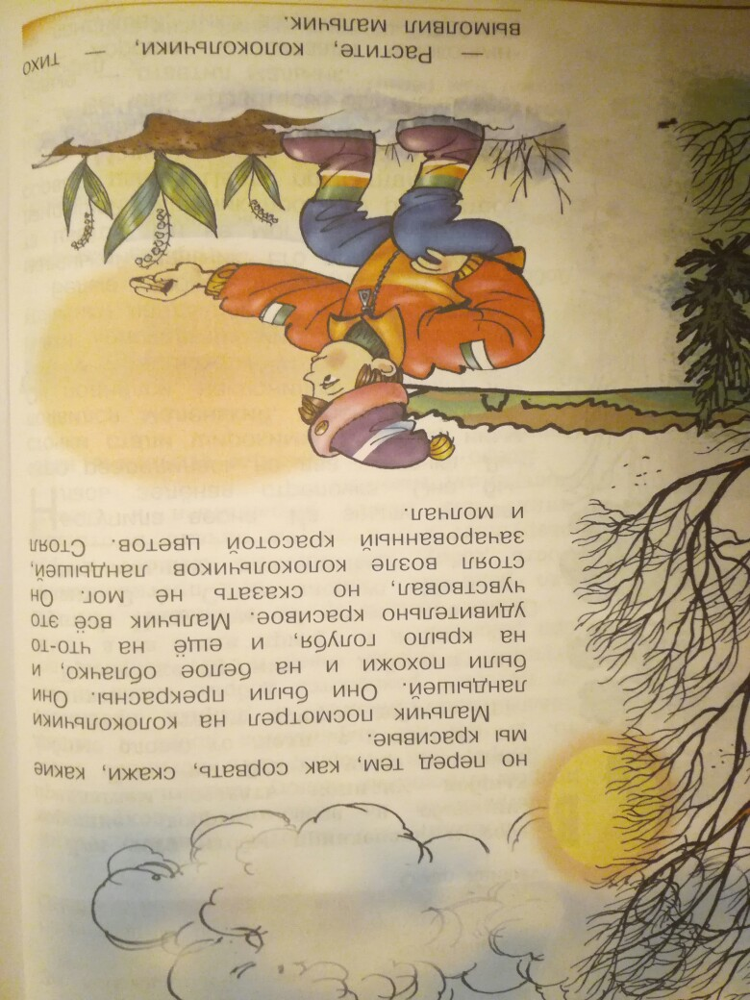 но перед тем, как сорвать, скажи, какие
мы красивые.
Мальчик посмотрел на колокольчики
ландышей. Они были прекрасны. Они
были похожи и на белое облачко, и
на крыло голубя, и ещё на что-то
удивительно красивое. Мальчик всё это
чувствовал, но сказать не мог. Он
стоял возле колокольчиков ландышей,
зачарованный красотой цветов. Стоял
и молчал.
— Растите, колокольчики, — тихо
вымолвил мальчик.